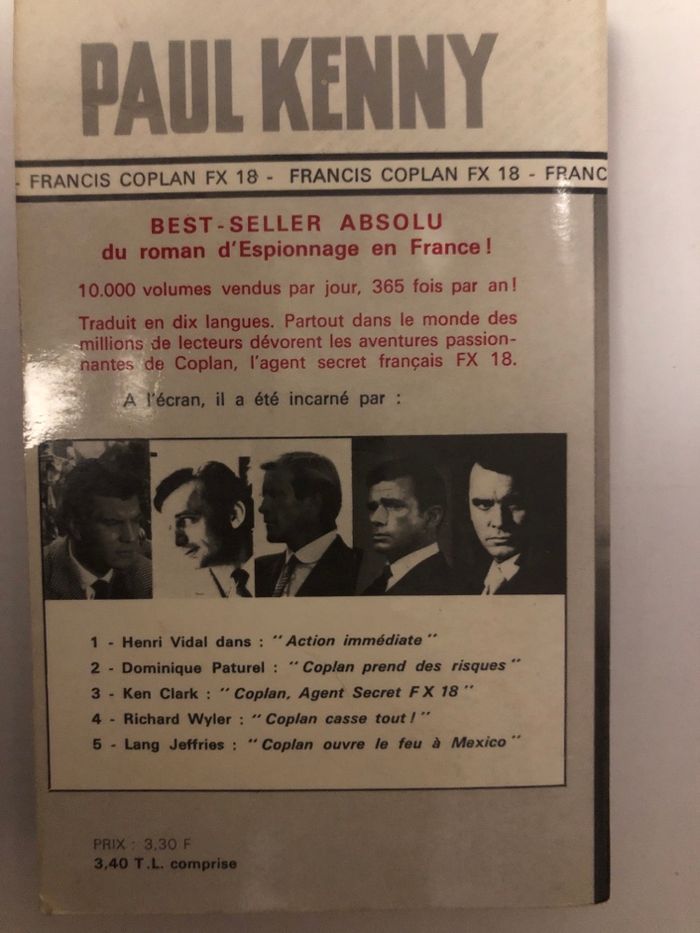 PAUL KENNY
- FRANCIS COPLAN FX 18 - FRANCIS COPLAN FX 18 - FRANC
BEST-SELLER ABSOLU
du roman d'Espionnage en France!
10.000 volumes vendus par jour, 365 fois par an!
Traduit en dix langues. Partout dans le monde des
millions de lecteurs dévorent les aventures passion-
nantes de Coplan, l'agent secret français FX 18.
A l'écran, il a été incarné par :
1 - Henri Vidal dans : "Action immédiate"
2 - Dominique Paturel : "Coplan prend des risques"
3 - Ken Clark : "Coplan, Agent Secret F X 18"
4 - Richard Wyler : "Coplan casse tout!"
5 - Lang Jeffries : "Coplan ouvre le feu à Mexico"
PRIX : 3,30 F
3,40 T.L. comprise